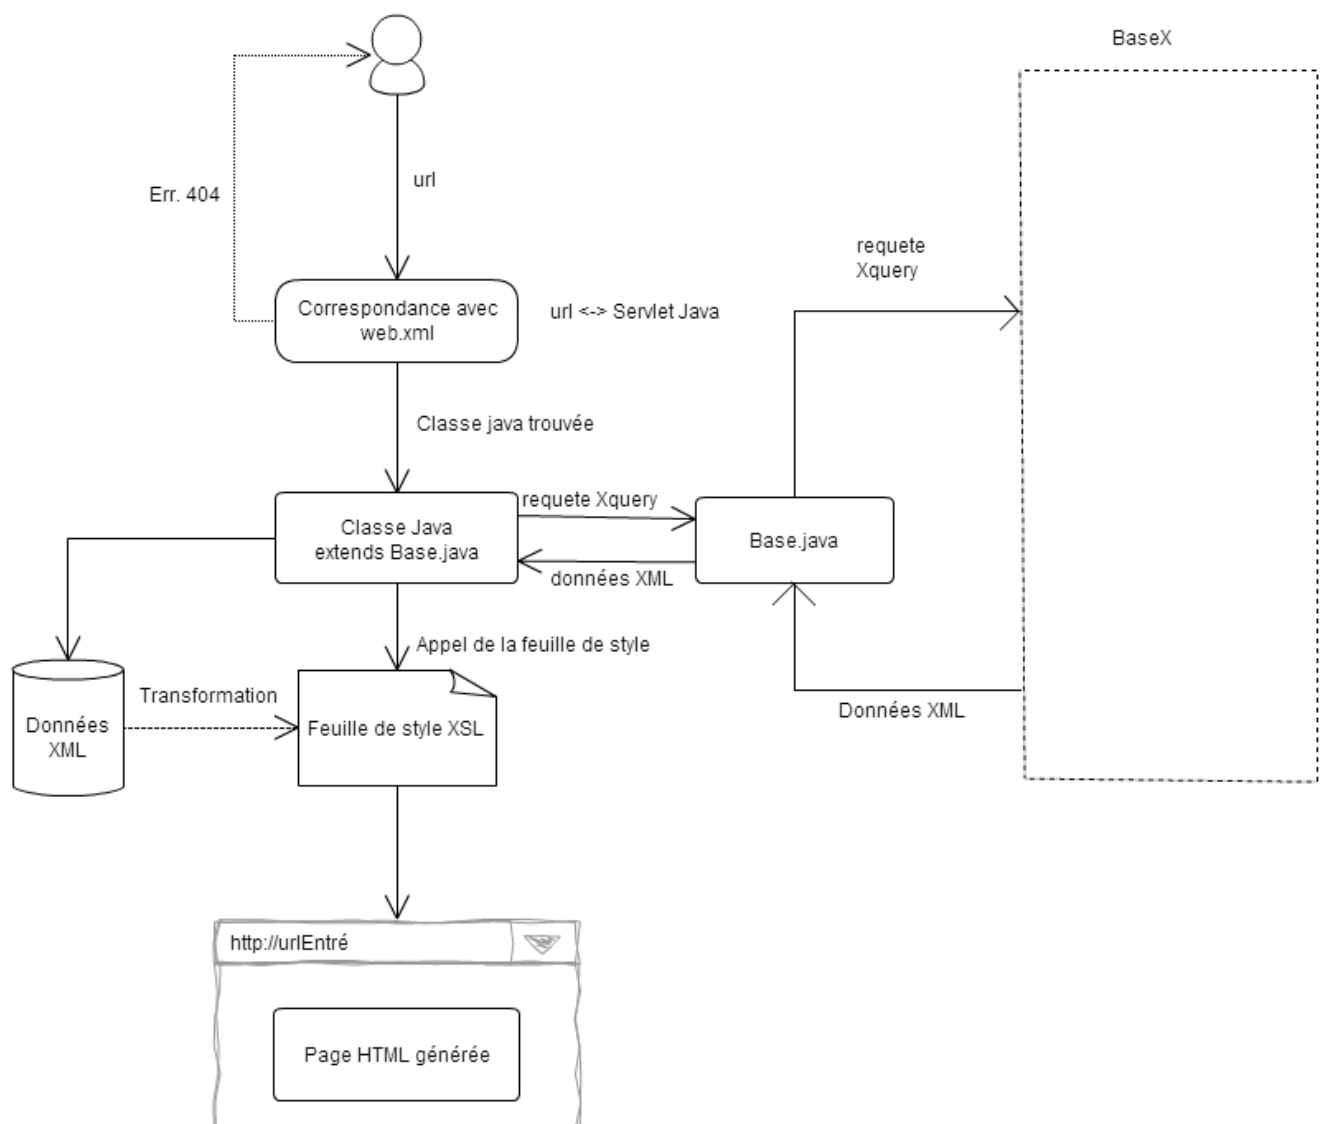 BaseX
Err. 404
url
requete
Xquery
Correspondance avec
web.xml
url <-> Servlet Java
Classe java trouvée
requete Xquery
Classe Java
extends Base.java
Base.java
données XML
Appel de la feuille de style
Transformation
Données
XML
Feuille de style XSL
Données XML
http://urlEntré
Page HTML générée